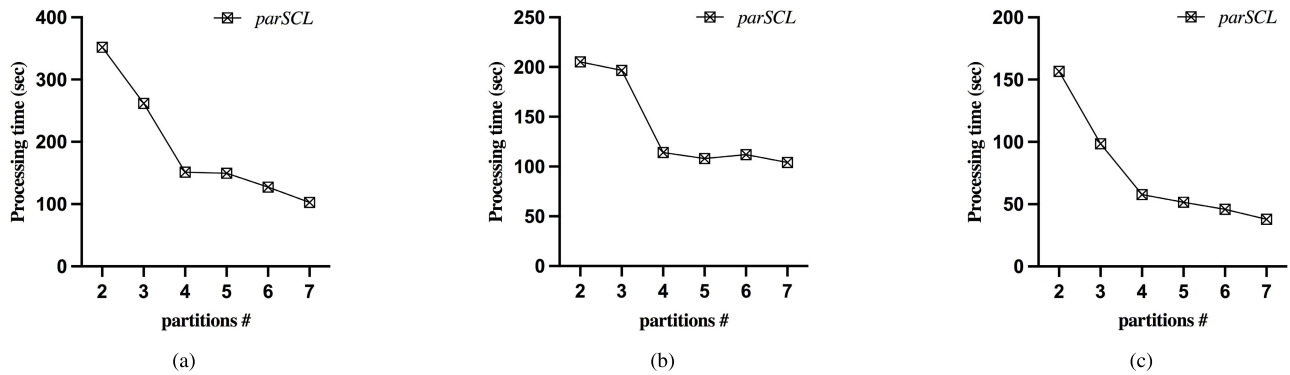 parSCL
400
300
200
100
0
Processing time (sec)
2 3 4 5 6 7
partitions #
(a)
parSCL
250
200
150
100
50
0
Processing time (sec)
2 3 4 5 6 7
partitions #
(b)
parSCL
200
150
100
50
0
Processing time (sec)
2 3 4 5 6 7
partitions #
(c)